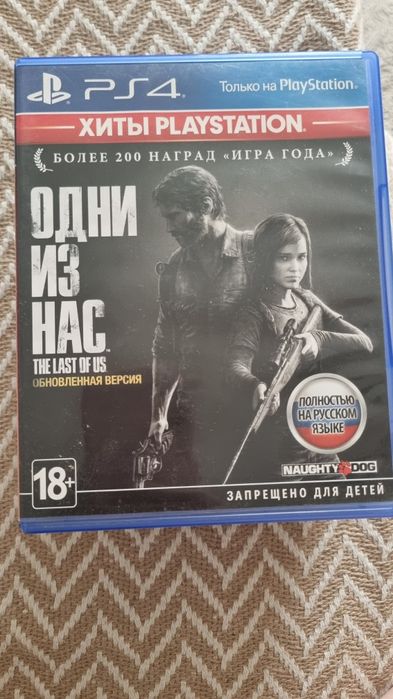 PS4
Только на PlayStation
ХИТЫ PLAYSTATION
БОЛЕЕ 200 НАГРАД «ИГРА ГОДА»
ОДНИ
ИЗ
НАС
THE LAST OF US
ОБНОВЛЕННАЯ ВЕРСИЯ
ПОЛНОСТЬЮ
НА РУССКОМ
ЯЗЫКЕ
NAUGHTY DOG
18+
ЗАПРЕЩЕНО ДЛЯ ДЕТЕЙ